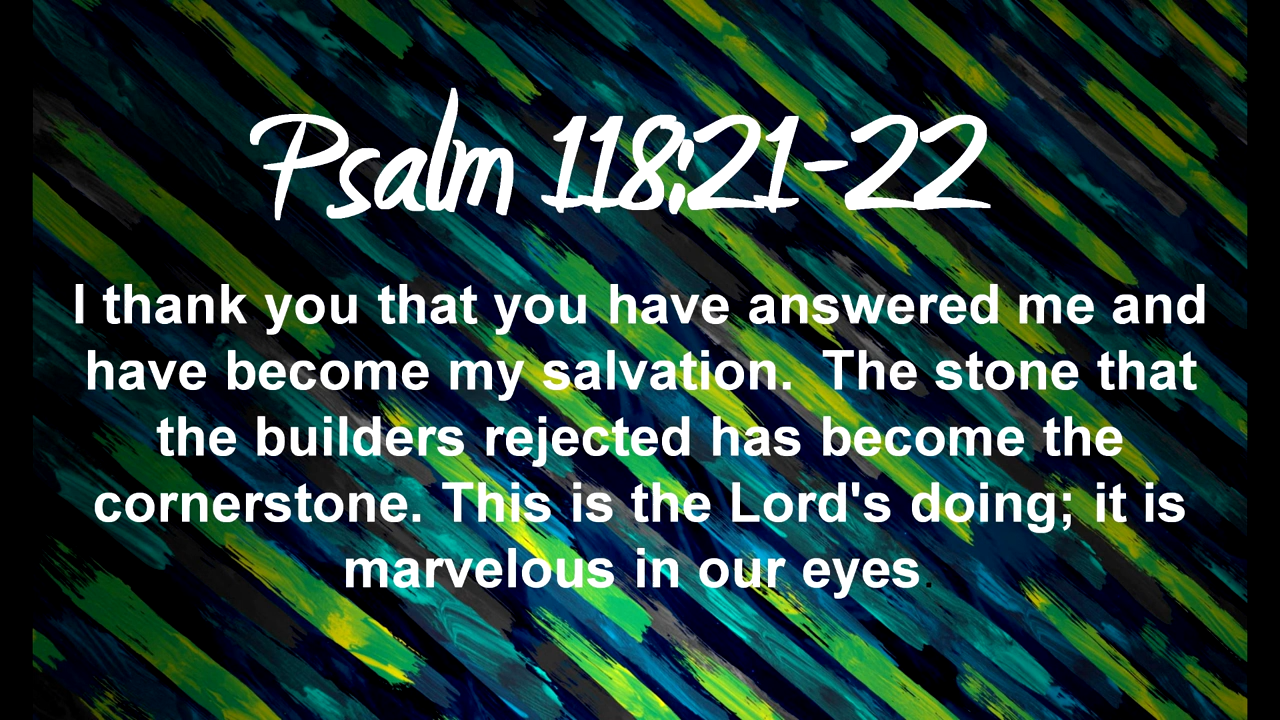 Psalm 118:21-22
I thank you that you have answered me and
have become my salvation.  The stone that
the builders rejected has become the
cornerstone. This is the Lord's doing; it is
marvelous in our eyes.